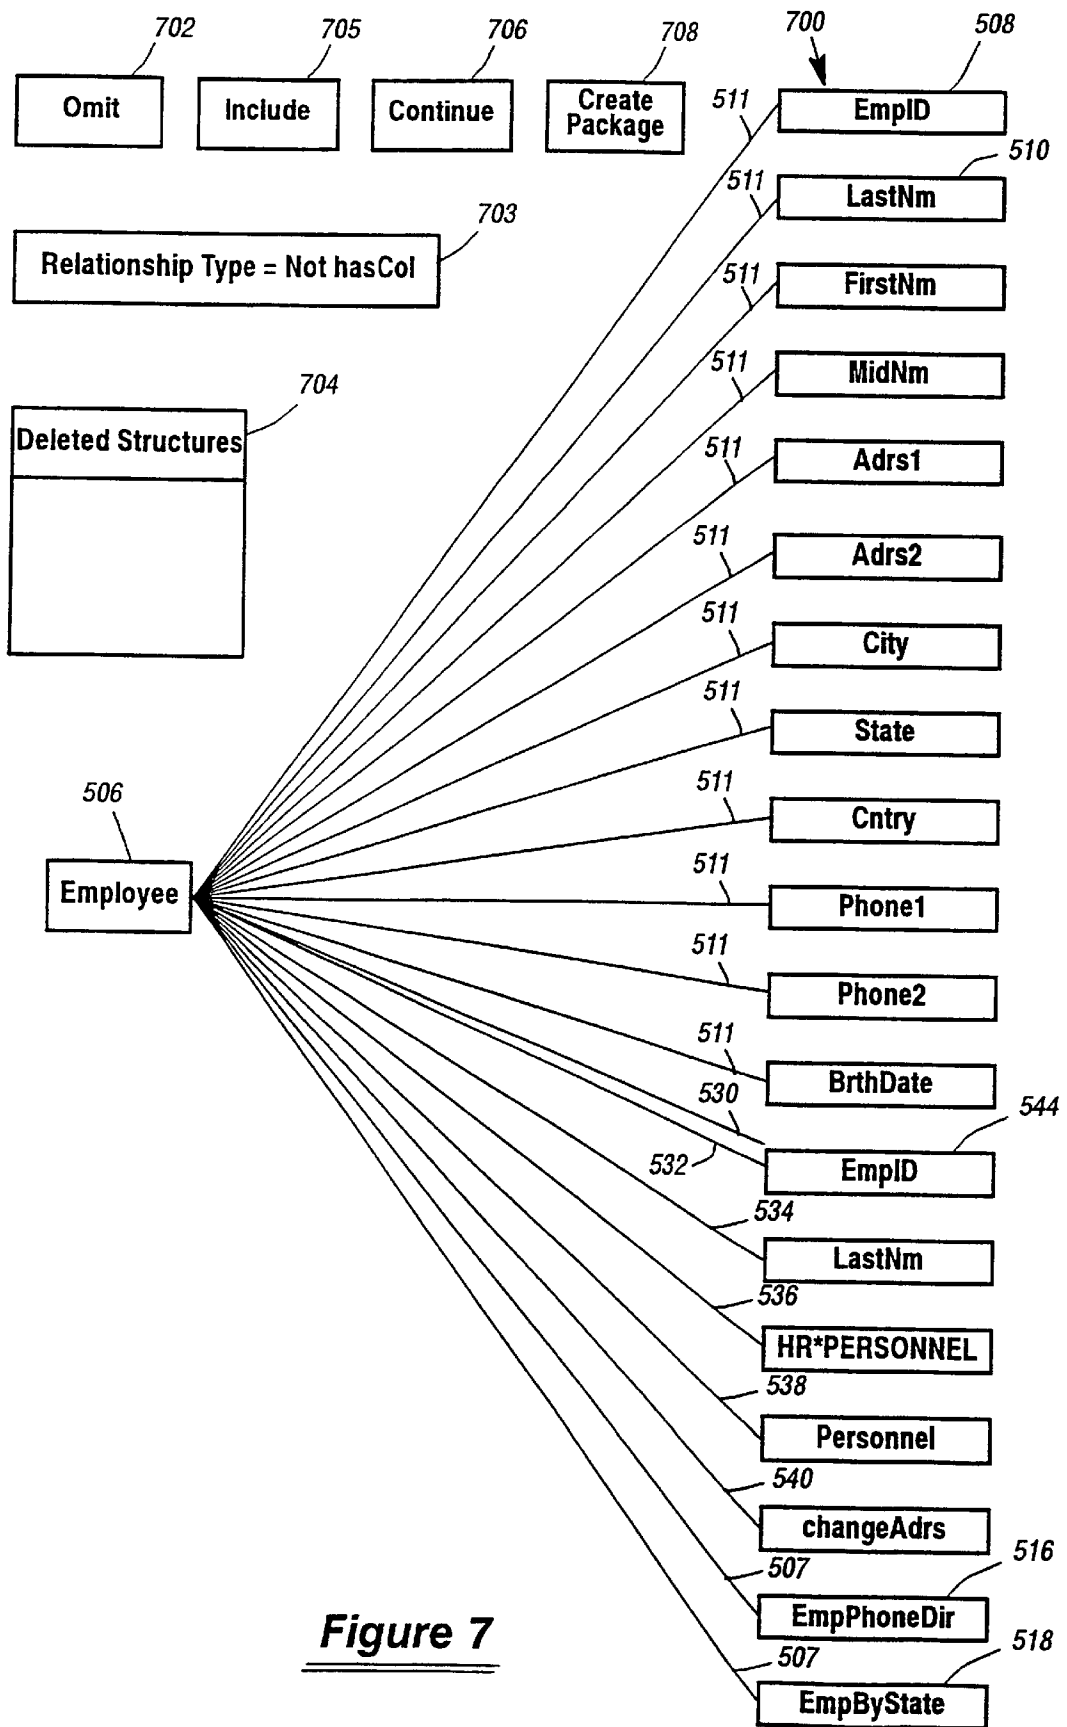 702
705
706
708
700
508
Omit
Include
Continue
Create
Package
511
EmpID
510
511
LastNm
703
Relationship Type = Not hasCol
511
FirstNm
704
511
MidNm
Deleted Structures
511
Adrs1
511
Adrs2
511
City
511
State
506
511
Cntry
Employee
511
Phone1
511
Phone2
511
BrthDate
530
544
532
EmpID
534
LastNm
536
HR*PERSONNEL
538
Personnel
540
changeAdrs
507
516
EmpPhoneDir
507
518
EmpByState
Figure 7